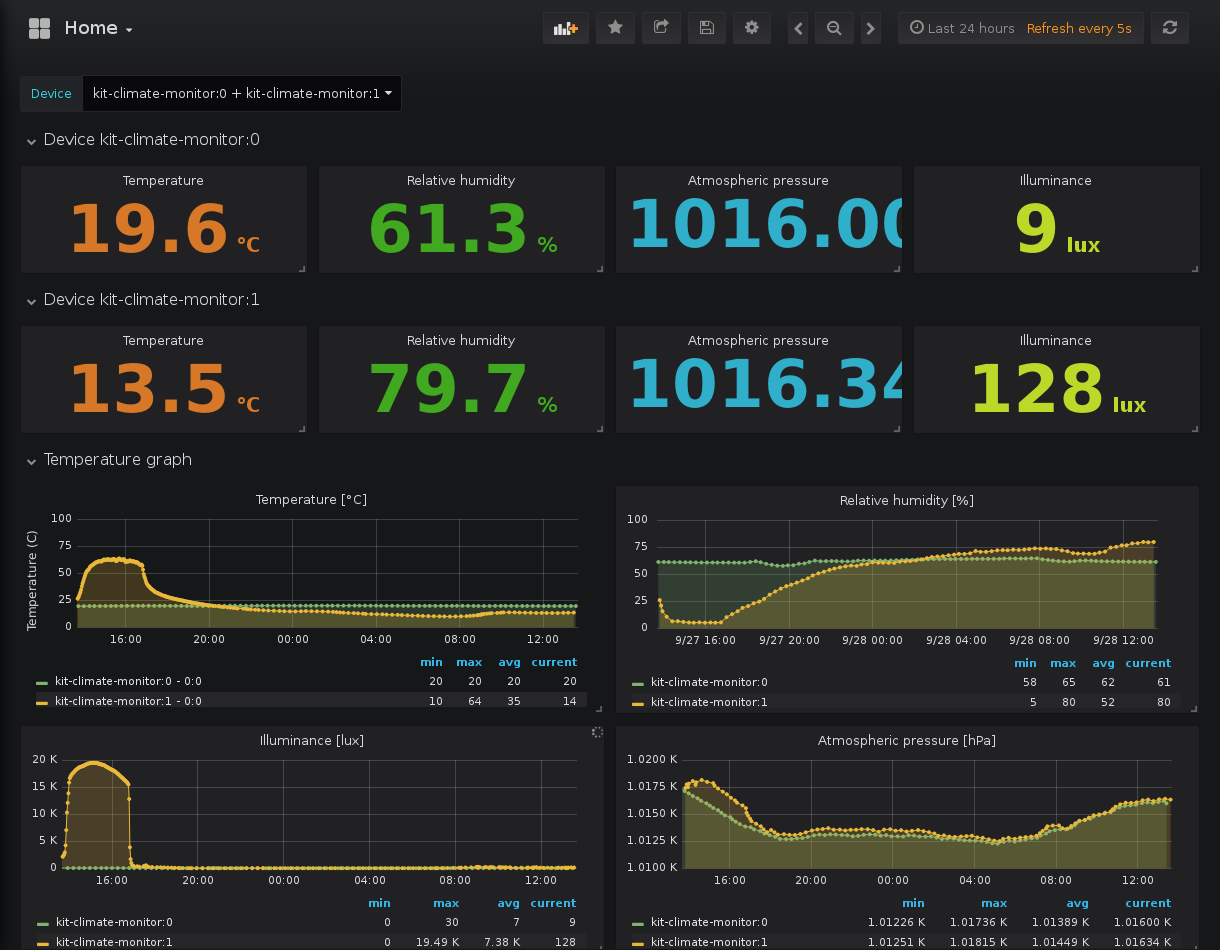 Home
Last 24 hours Refresh every 5s
Device kit-climate-monitor:0 + kit-climate-monitor:1
Device kit-climate-monitor:0
Temperature Relative humidity Atmospheric pressure Illuminance
19.6 °C 61.3 % 1016.00 9 lux
Device kit-climate-monitor:1
Temperature Relative humidity Atmospheric pressure Illuminance
13.5 °C 79.7 % 1016.34 128 lux
Temperature graph
Temperature [°C]
Temperature (C)
100
75
50
25
0
16:00 20:00 00:00 04:00 08:00 12:00
min max avg current
kit-climate-monitor:0 - 0:0 20 20 20 20
kit-climate-monitor:1 - 0:0 10 64 35 14
Relative humidity [%]
100
75
50
25
0
9/27 16:00 9/27 20:00 9/28 00:00 9/28 04:00 9/28 08:00 9/28 12:00
min max avg current
kit-climate-monitor:0 58 65 62 61
kit-climate-monitor:1 5 80 52 80
Illuminance [lux]
20 K
15 K
10 K
5 K
0
16:00 20:00 00:00 04:00 08:00 12:00
min max avg current
kit-climate-monitor:0 0 30 7 9
kit-climate-monitor:1 0 19.49 K 7.38 K 128
Atmospheric pressure [hPa]
1.0200 K
1.0175 K
1.0150 K
1.0125 K
1.0100 K
16:00 20:00 00:00 04:00 08:00 12:00
min max avg current
kit-climate-monitor:0 1.01226 K 1.01736 K 1.01389 K 1.01600 K
kit-climate-monitor:1 1.01251 K 1.01815 K 1.01449 K 1.01634 K